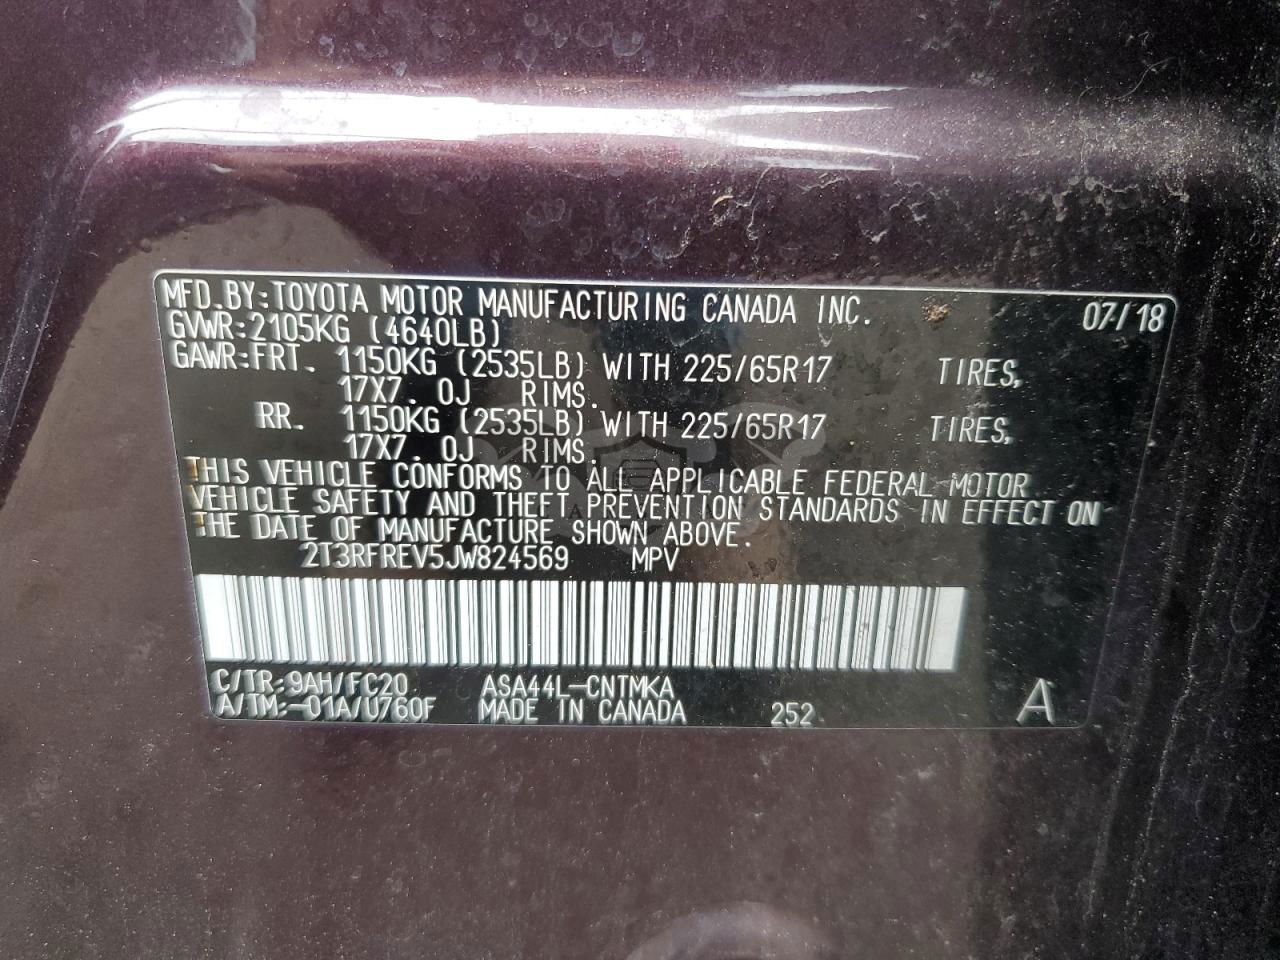 MFD.BY:TOYOTA MOTOR MANUFACTURING CANADA INC. 07/18
GVWR:2105KG (4640LB)
GAWR:FRT. 1150KG (2535LB) WITH 225/65R17 TIRES,
17X7.0J RIMS.
RR. 1150KG (2535LB) WITH 225/65R17 TIRES,
17X7.0J RIMS.
THIS VEHICLE CONFORMS TO ALL APPLICABLE FEDERAL MOTOR
VEHICLE SAFETY AND THEFT PREVENTION STANDARDS IN EFFECT ON
THE DATE OF MANUFACTURE SHOWN ABOVE.
2T3RFREV5JW824569 MPV
C/TR:9AH/FC20 ASA44L-CNTMKA
A/TM:-01A/U760F MADE IN CANADA 252 A